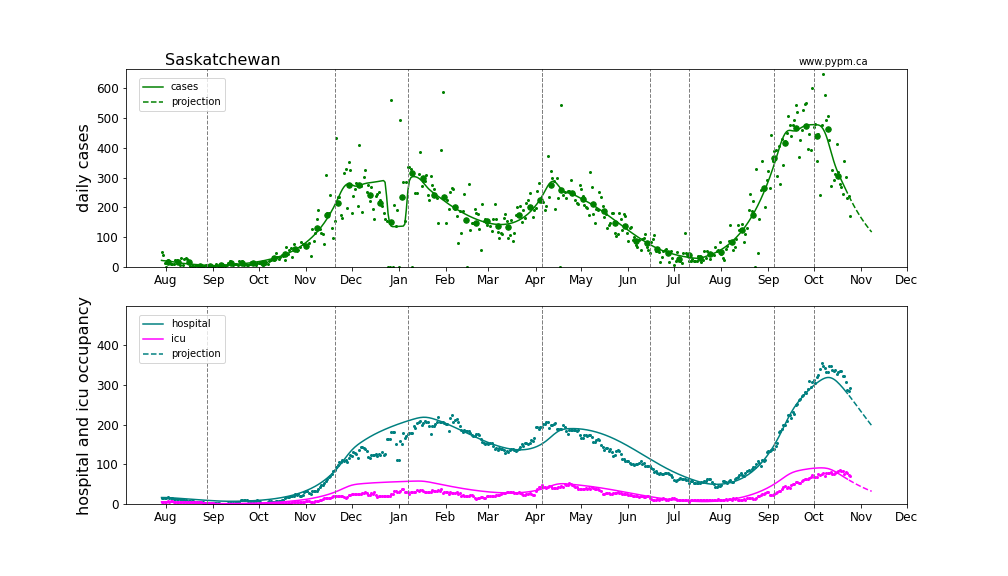 Saskatchewan
www.pypm.ca
daily cases
600
500
400
300
200
100
0
cases
projection
Aug Sep Oct Nov Dec Jan Feb Mar Apr May Jun Jul Aug Sep Oct Nov Dec
hospital and icu occupancy
400
300
200
100
0
hospital
icu
projection
Aug Sep Oct Nov Dec Jan Feb Mar Apr May Jun Jul Aug Sep Oct Nov Dec